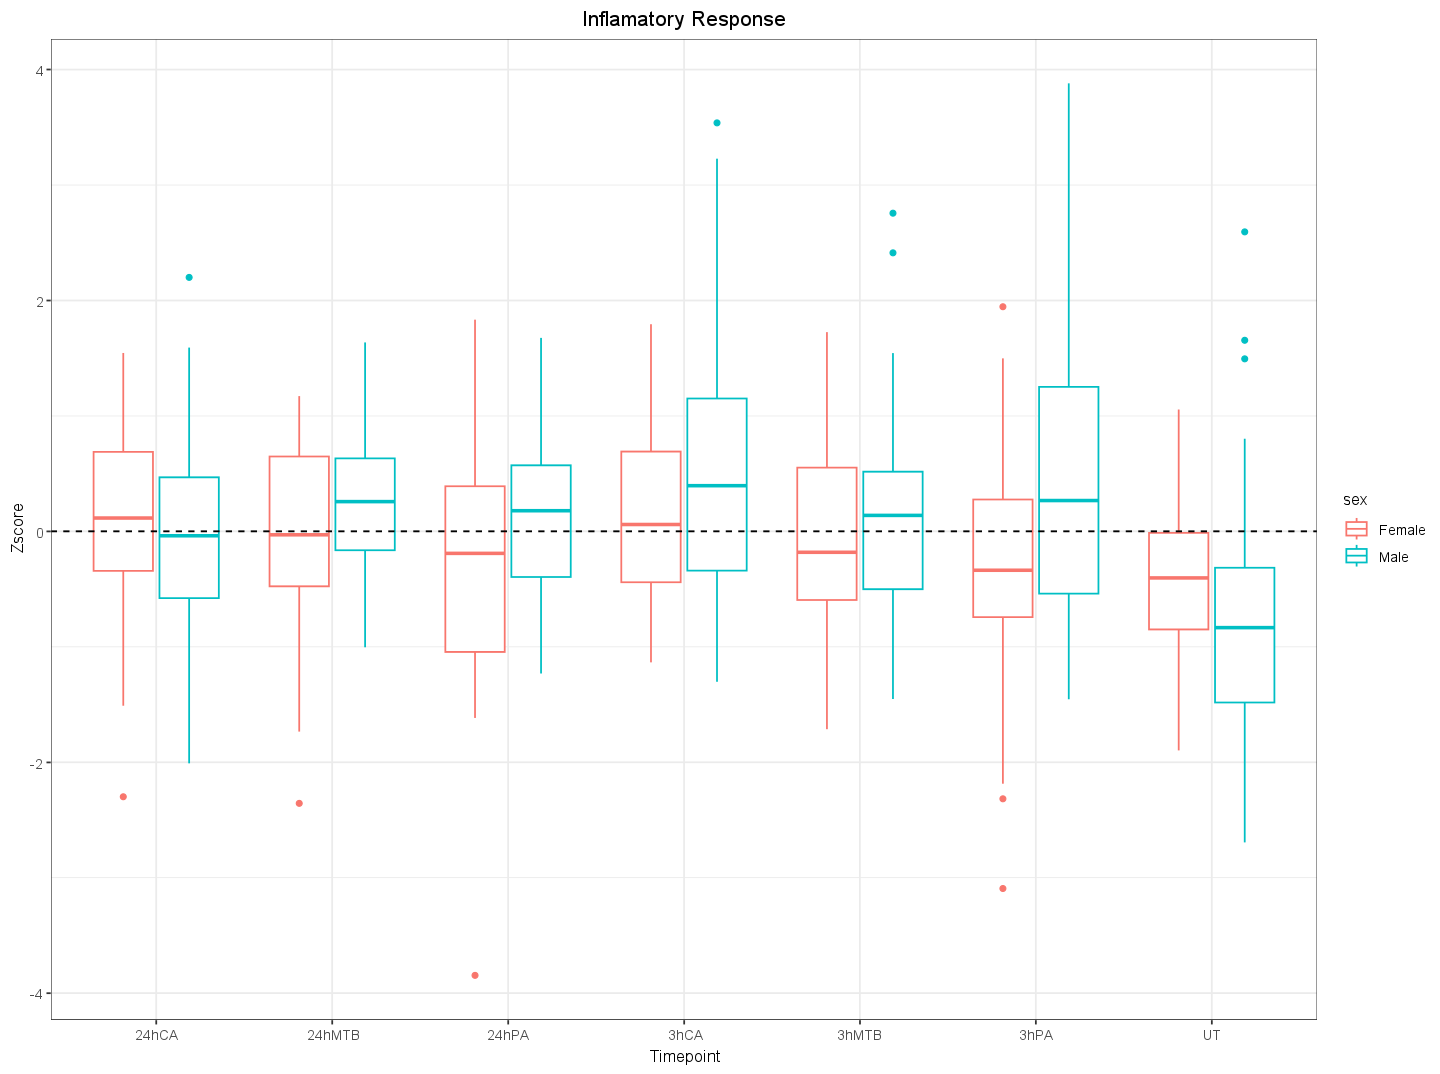 Inflamatory Response
4
2
0
-2
-4
Zscore
24hCA
24hMTB
24hPA
3hCA
3hMTB
3hPA
UT
Timepoint
sex
Female
Male